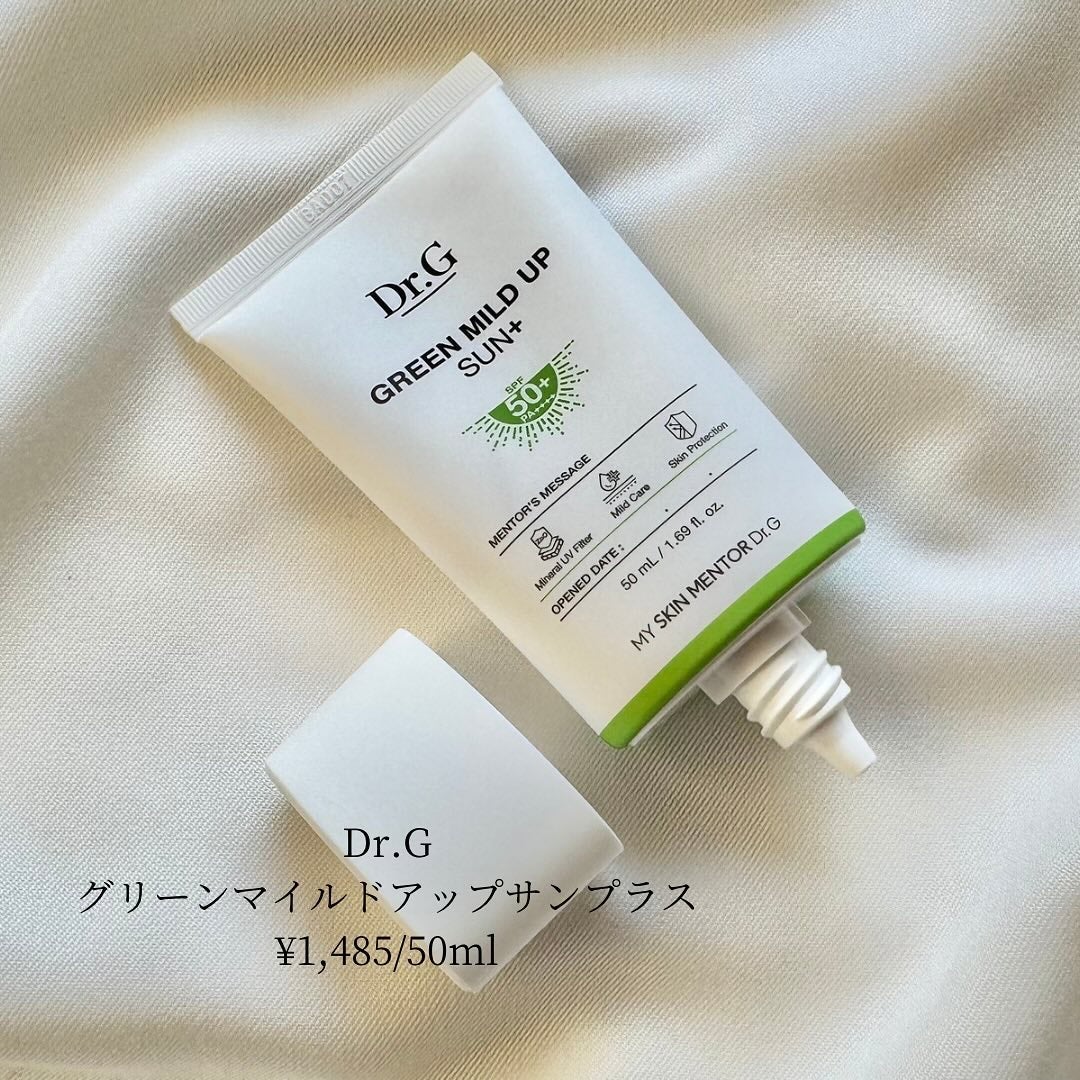 Dr.G
GREEN MILD UP
SUN+
SPF
50+
PA++++
MENTOR'S MESSAGE
Mineral UV Filter
Mild Care
Skin Protection
OPENED DATE :
50 mL / 1.69 fl. oz.
MY SKIN MENTOR Dr.G
Dr.G
グリーンマイルドアップサンプラス
¥1,485/50ml